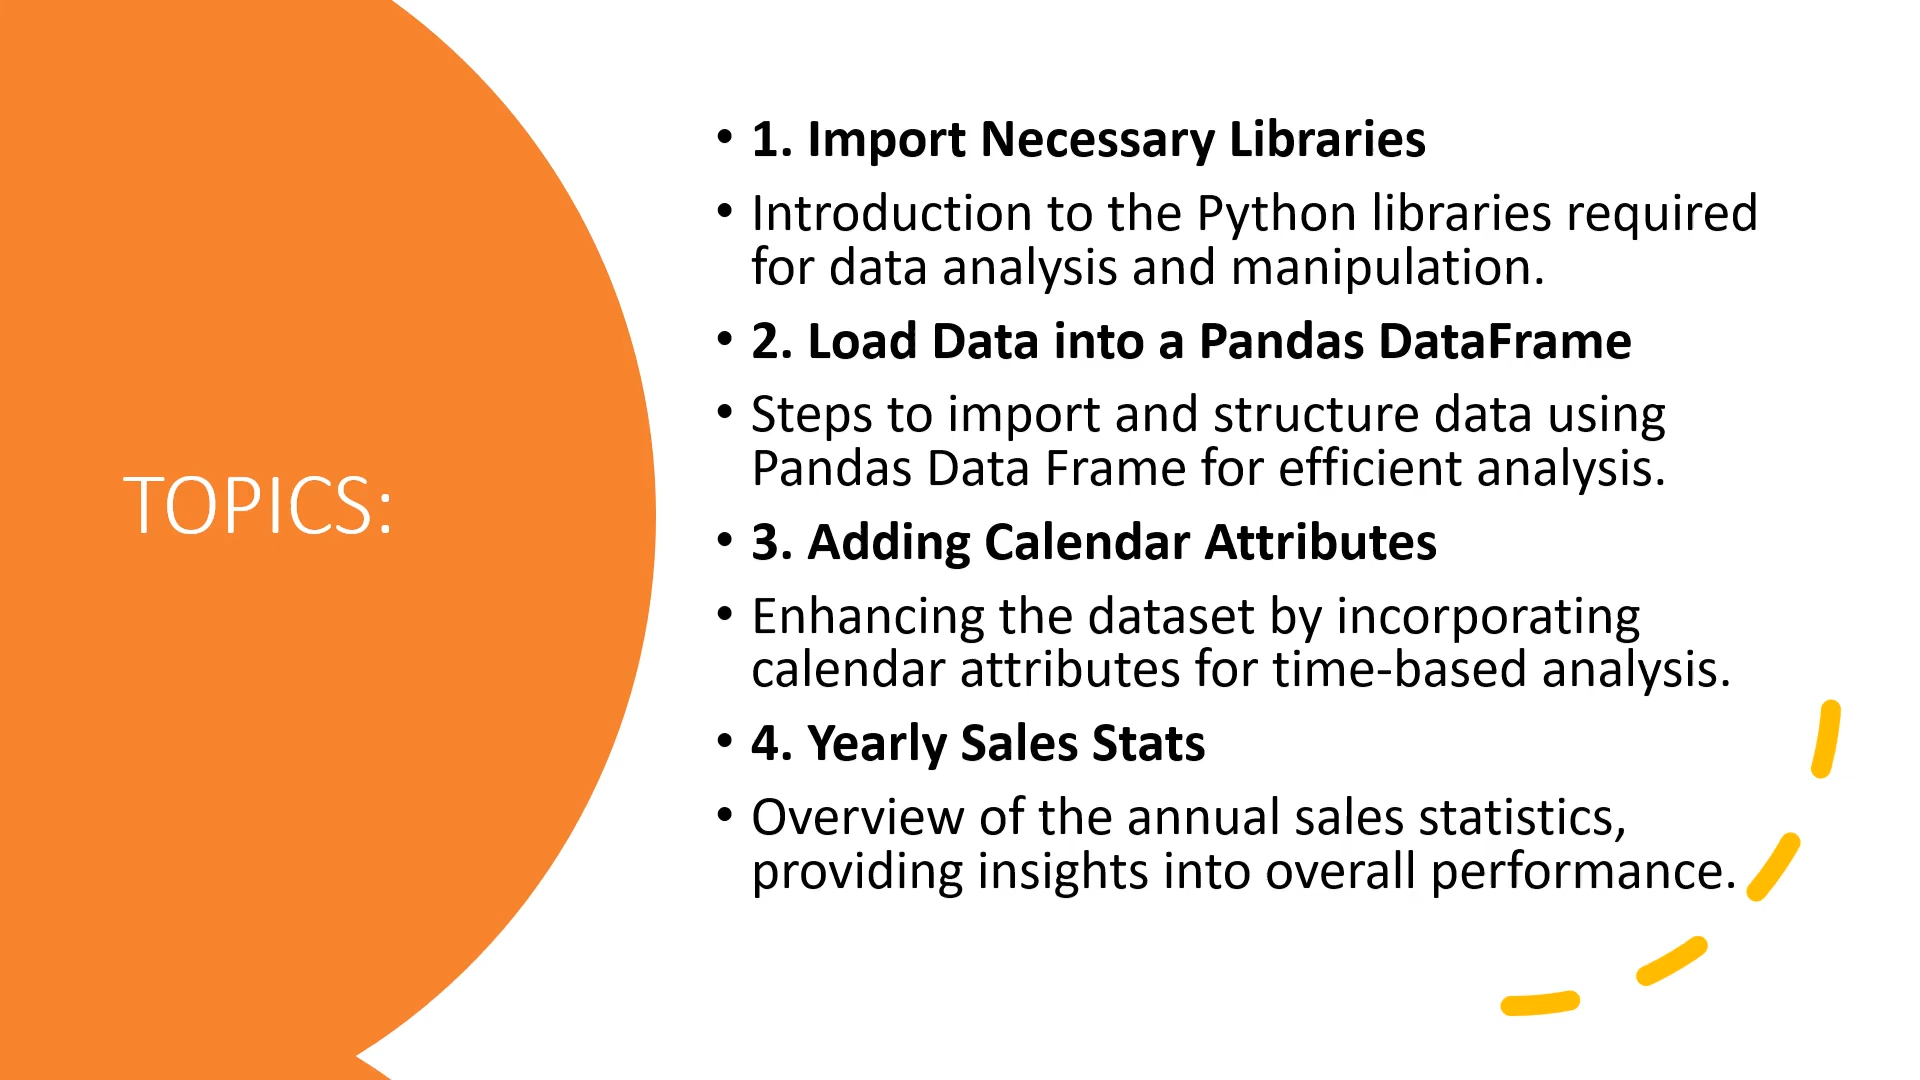 TOPICS:
• 1. Import Necessary Libraries
• Introduction to the Python libraries required
for data analysis and manipulation.
• 2. Load Data into a Pandas DataFrame
• Steps to import and structure data using
Pandas Data Frame for efficient analysis.
• 3. Adding Calendar Attributes
• Enhancing the dataset by incorporating
calendar attributes for time-based analysis.
• 4. Yearly Sales Stats
• Overview of the annual sales statistics,
providing insights into overall performance.